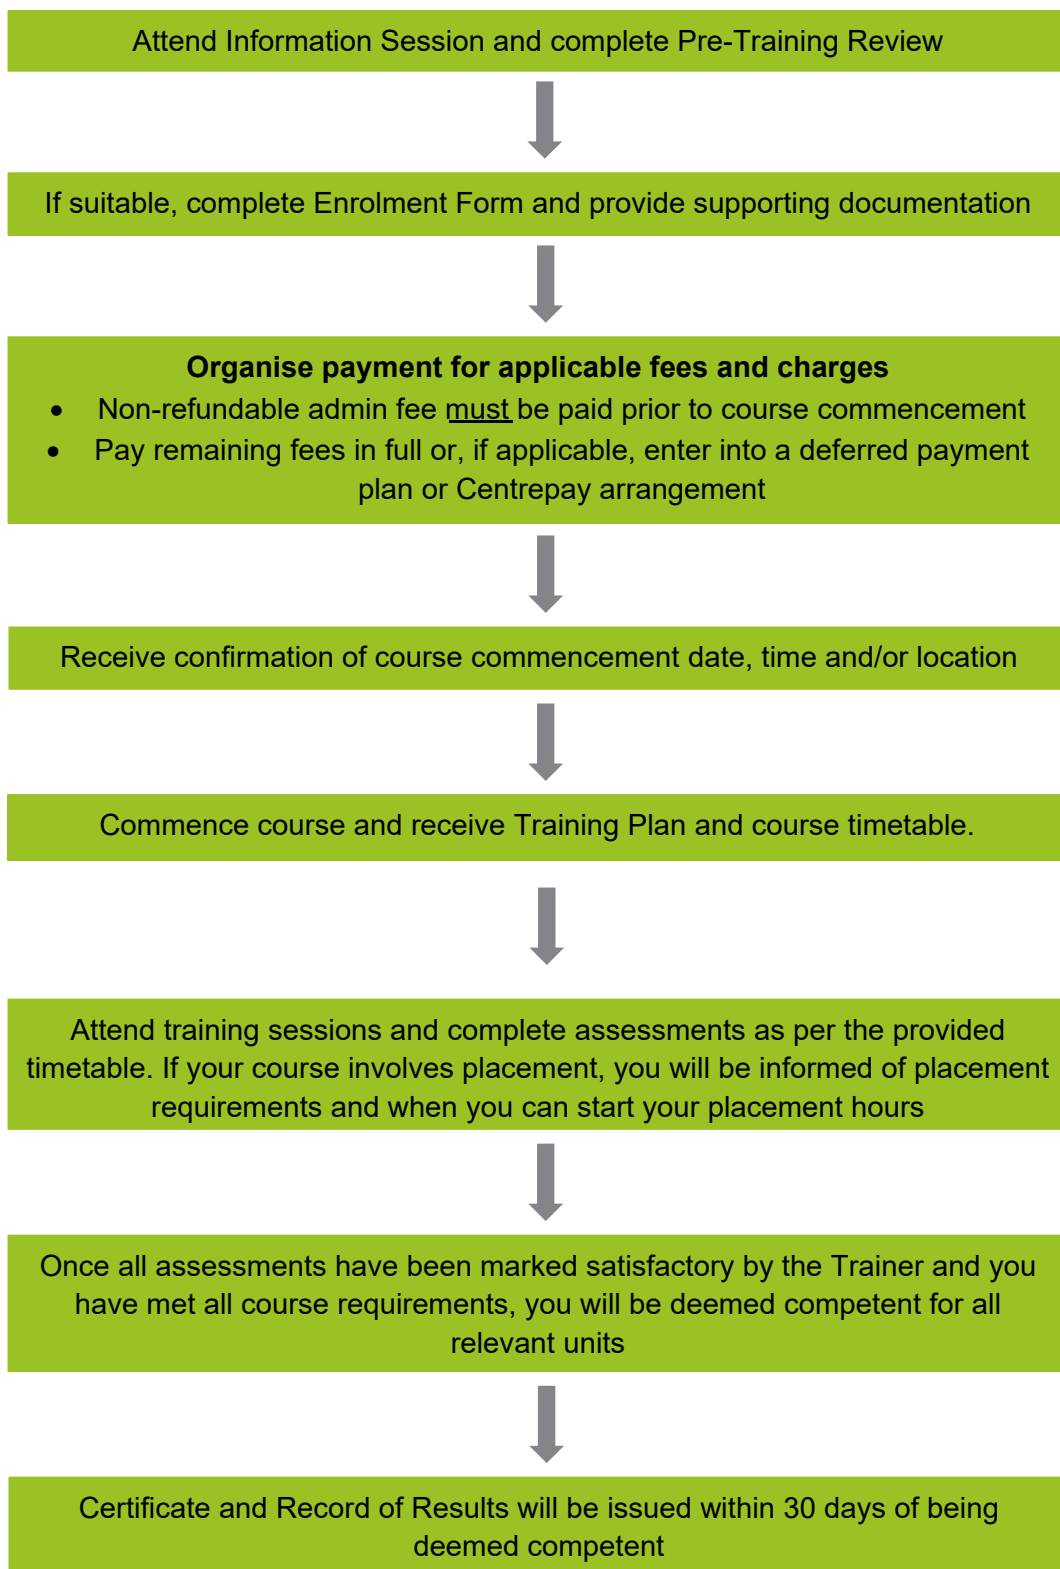 Attend Information Session and complete Pre-Training Review
If suitable, complete Enrolment Form and provide supporting documentation
Organise payment for applicable fees and charges
• Non-refundable admin fee must be paid prior to course commencement
• Pay remaining fees in full or, if applicable, enter into a deferred payment
plan or Centrepay arrangement
Receive confirmation of course commencement date, time and/or location
Commence course and receive Training Plan and course timetable.
Attend training sessions and complete assessments as per the provided
timetable. If your course involves placement, you will be informed of placement
requirements and when you can start your placement hours
Once all assessments have been marked satisfactory by the Trainer and you
have met all course requirements, you will be deemed competent for all
relevant units
Certificate and Record of Results will be issued within 30 days of being
deemed competent